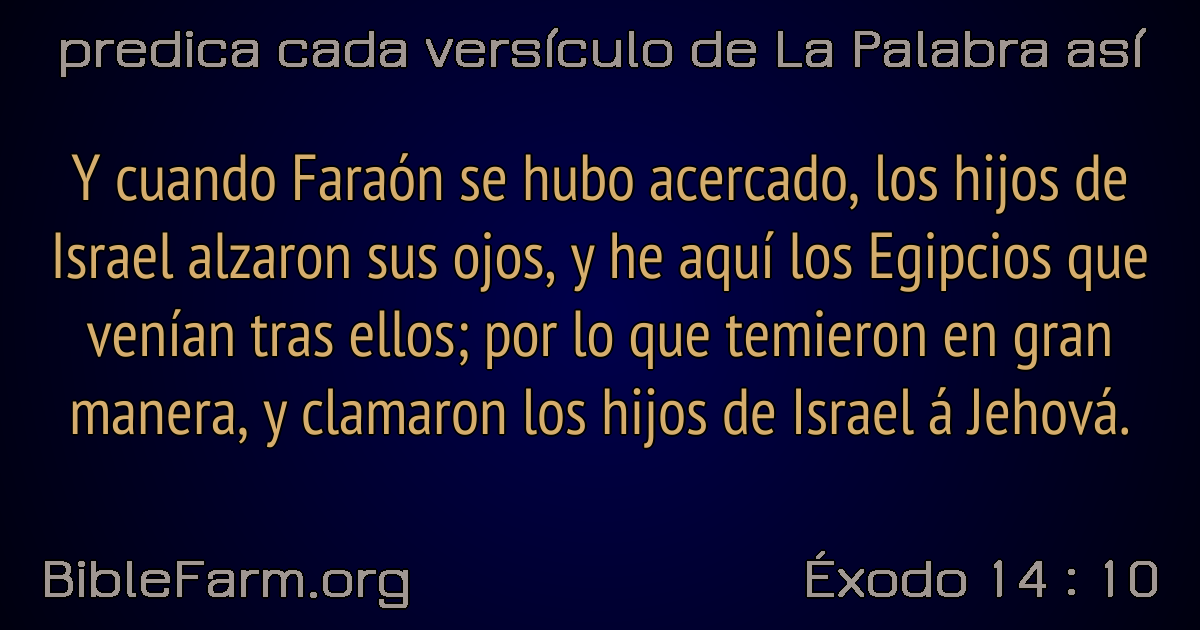 predica cada versículo de La Palabra así
Y cuando Faraón se hubo acercado, los hijos de
Israel alzaron sus ojos, y he aquí los Egipcios que
venían tras ellos; por lo que temieron en gran
manera, y clamaron los hijos de Israel á Jehová.
BibleFarm.org
Éxodo 14 : 10